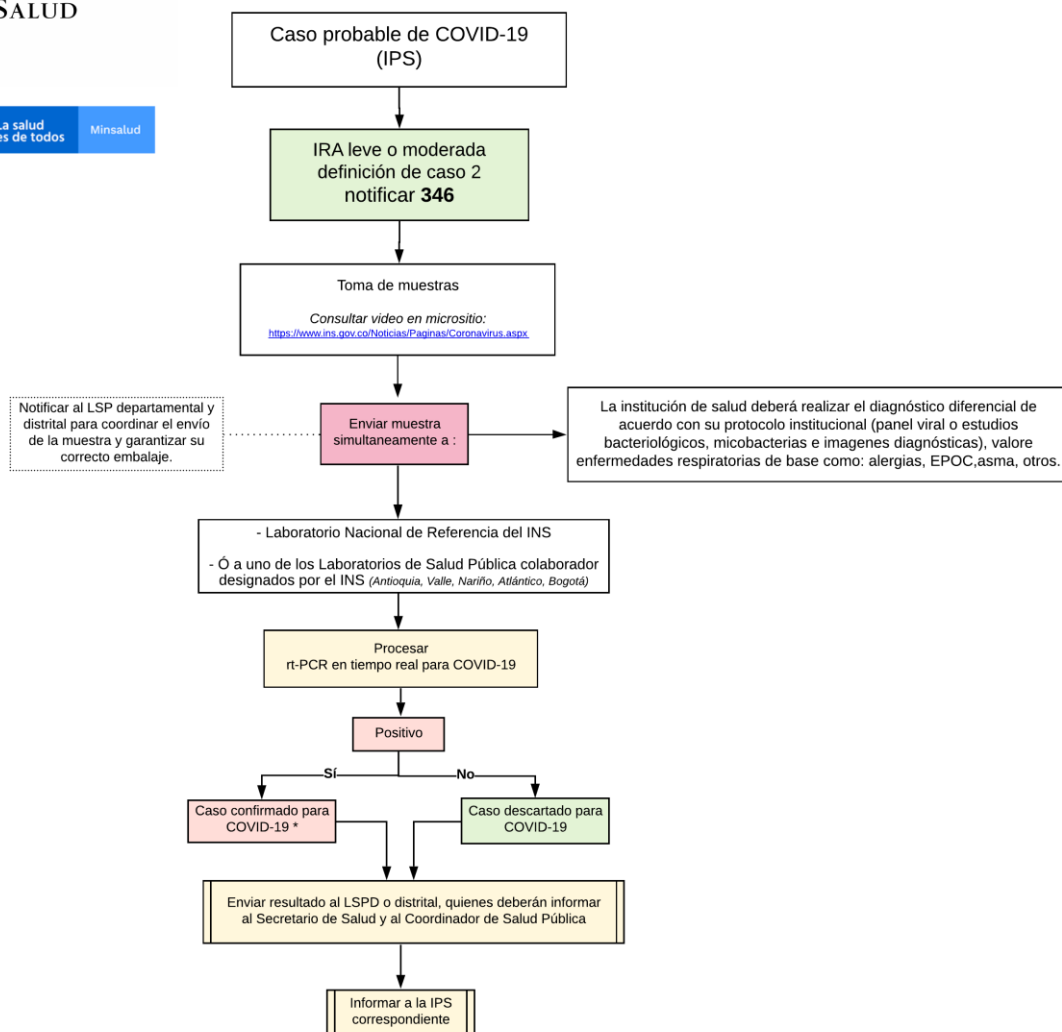 SALUD
Caso probable de COVID-19
(IPS)
La salud
es de todos
Minsalud
IRA leve o moderada
definición de caso 2
notificar 346
Toma de muestras
Consultar video en micrositio:
https://www.ins.gov.co/Noticias/Paginas/Coronavirus.aspx
Notificar al LSP departamental y
distrital para coordinar el envío
de la muestra y garantizar su
correcto embalaje.
Enviar muestra
simultaneamente a :
La institución de salud deberá realizar el diagnóstico diferencial de
acuerdo con su protocolo institucional (panel viral o estudios
bacteriológicos, micobacterias e imagenes diagnósticas), valore
enfermedades respiratorias de base como: alergias, EPOC,asma, otros.
- Laboratorio Nacional de Referencia del INS
- Ó a uno de los Laboratorios de Salud Pública colaborador
designados por el INS (Antioquia, Valle, Nariño, Atlántico, Bogotá)
Procesar
rt-PCR en tiempo real para COVID-19
Positivo
Sí
No
Caso confirmado para
COVID-19 *
Caso descartado para
COVID-19
Enviar resultado al LSPD o distrital, quienes deberán informar
al Secretario de Salud y al Coordinador de Salud Pública
Informar a la IPS
correspondiente